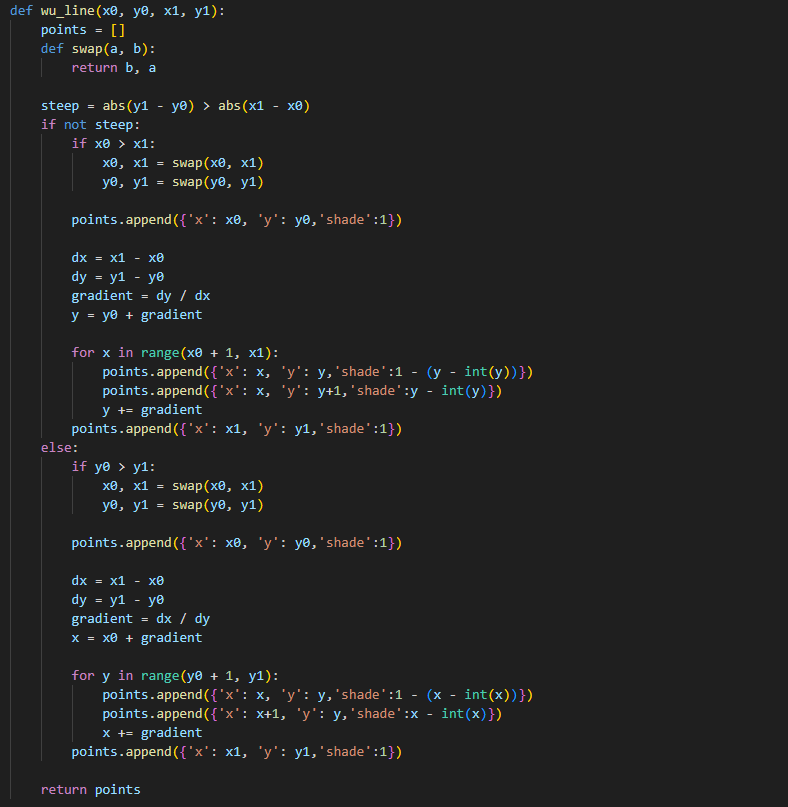 def wu_line(x0, y0, x1, y1):
    points = []
    def swap(a, b):
        return b, a

    steep = abs(y1 - y0) > abs(x1 - x0)
    if not steep:
        if x0 > x1:
            x0, x1 = swap(x0, x1)
            y0, y1 = swap(y0, y1)

        points.append({'x': x0, 'y': y0,'shade':1})

        dx = x1 - x0
        dy = y1 - y0
        gradient = dy / dx
        y = y0 + gradient

        for x in range(x0 + 1, x1):
            points.append({'x': x, 'y': y,'shade':1 - (y - int(y))})
            points.append({'x': x, 'y': y+1,'shade':y - int(y)})
            y += gradient
        points.append({'x': x1, 'y': y1,'shade':1})
    else:
        if y0 > y1:
            x0, x1 = swap(x0, x1)
            y0, y1 = swap(y0, y1)

        points.append({'x': x0, 'y': y0,'shade':1})

        dx = x1 - x0
        dy = y1 - y0
        gradient = dx / dy
        x = x0 + gradient

        for y in range(y0 + 1, y1):
            points.append({'x': x, 'y': y,'shade':1 - (x - int(x))})
            points.append({'x': x+1, 'y': y,'shade':x - int(x)})
            x += gradient
        points.append({'x': x1, 'y': y1,'shade':1})

    return points